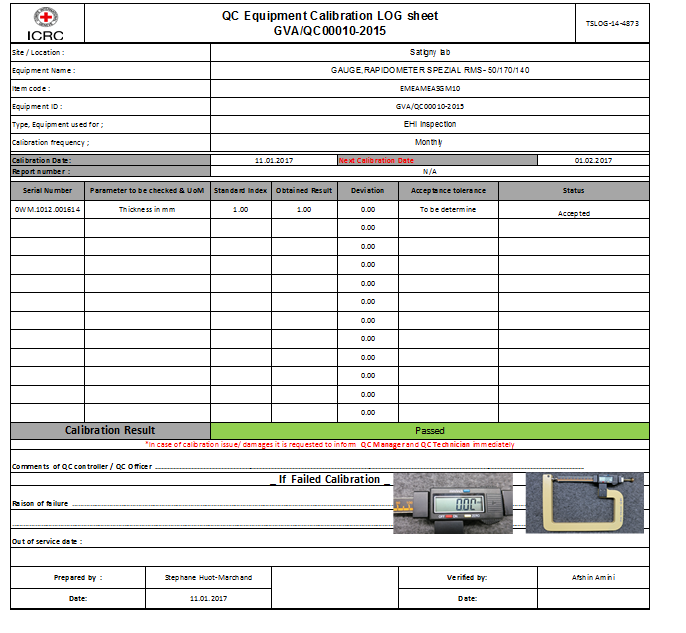 QC Equipment Calibration LOG sheet
GVA/QC00010-2015
TSLOG-14-4873
ICRC
Site / Location : Satigny lab
Equipment Name : GAUGE,RAPIDOMETER SPEZIAL RMS- 50/170/140
Item code : EMEAMEASGM10
Equipment ID : GVA/QC00010-2015
Type, Equipment used for ; EHI Inspection
Calibration frequency ; Monthly
Calibration Date: 11.01.2017 Next Calibration Date 01.02.2017
Report number : N/A
Serial Number Parameter to be checked & UoM Standard Index Obtained Result Deviation Acceptance tolerance Status
0WM.1012.001614 Thickness in mm 1.00 1.00 0.00 To be determine Accepted
0.00
0.00
0.00
0.00
0.00
0.00
0.00
0.00
0.00
0.00
0.00
Calibration Result Passed
*In case of calibration issue/ damages it is requested to inform QC Manager and QC Technician immediately
Comments of QC controller / QC Officer
_ If Failed Calibration _
0.00
Raison of failure
Out of service date :
Prepared by : Stephane Huot-Marchand Verified by: Afshin Amini
Date: 11.01.2017 Date: